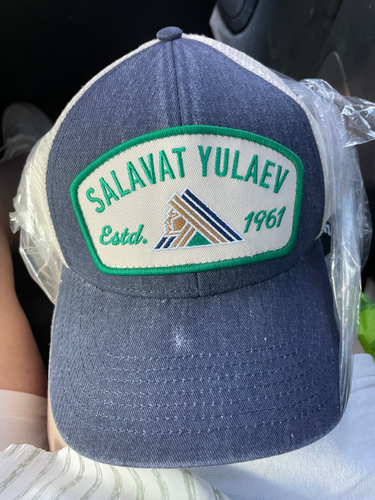 SALAVAT YULAEV
Estd. 1961